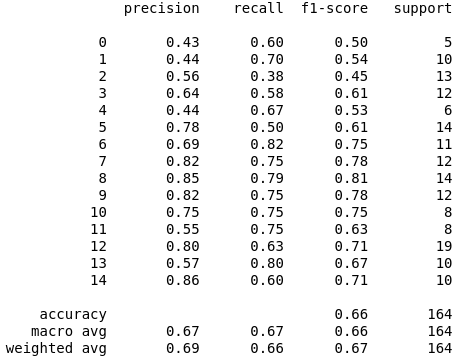 precision recall f1-score support
0 0.43 0.60 0.50 5
1 0.44 0.70 0.54 10
2 0.56 0.38 0.45 13
3 0.64 0.58 0.61 12
4 0.44 0.67 0.53 6
5 0.78 0.50 0.61 14
6 0.69 0.82 0.75 11
7 0.82 0.75 0.78 12
8 0.85 0.79 0.81 14
9 0.82 0.75 0.78 12
10 0.75 0.75 0.75 8
11 0.55 0.75 0.63 8
12 0.80 0.63 0.71 19
13 0.57 0.80 0.67 10
14 0.86 0.60 0.71 10
accuracy 0.66 164
macro avg 0.67 0.67 0.66 164
weighted avg 0.69 0.66 0.67 164